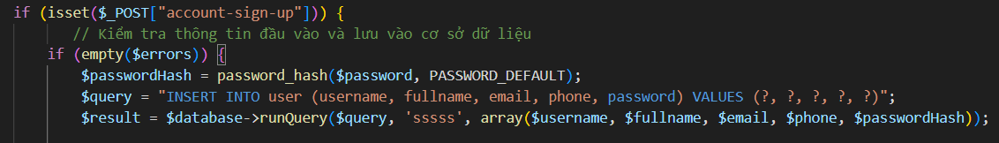 if (isset($_POST["account-sign-up"])) {
// Kiểm tra thông tin đầu vào và lưu vào cơ sở dữ liệu
if (empty($errors)) {
$passwordHash = password_hash($password, PASSWORD_DEFAULT);
$query = "INSERT INTO user (username, fullname, email, phone, password) VALUES (?, ?, ?, ?, ?)";
$result = $database->runQuery($query, 'sssss', array($username, $fullname, $email, $phone, $passwordHash));